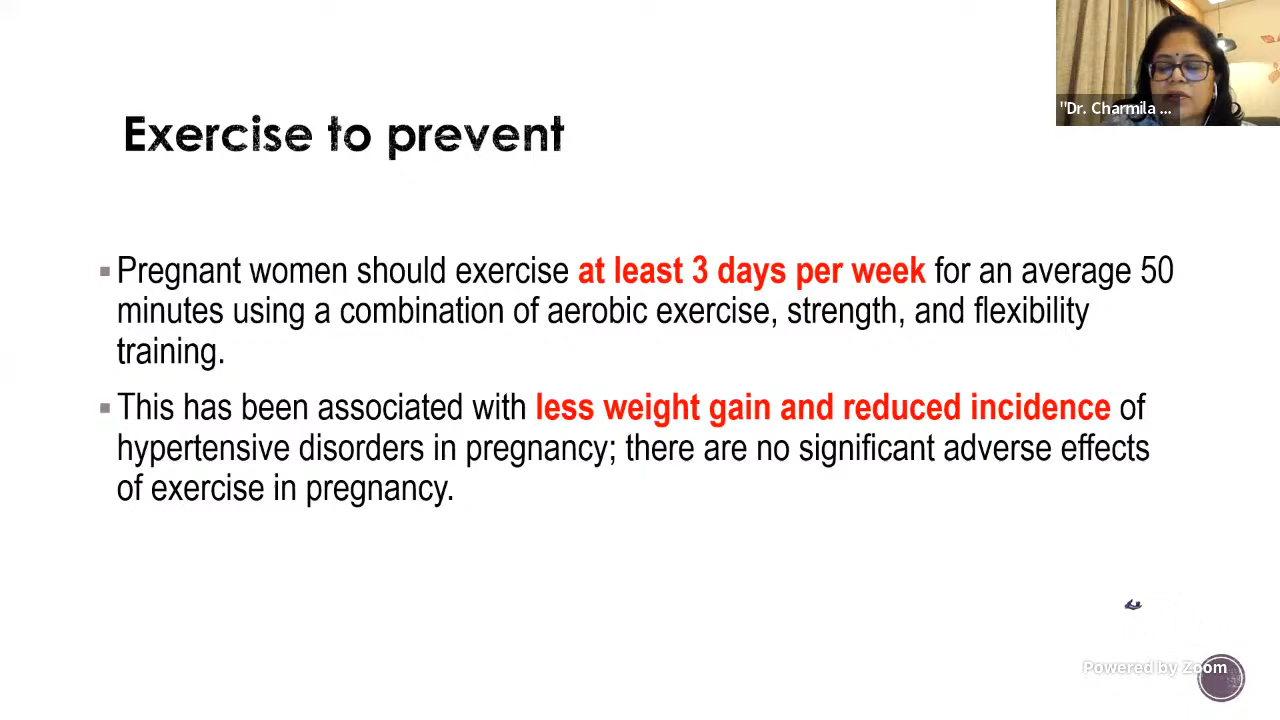 "Dr. Charmila ...
Exercise to prevent
▪Pregnant women should exercise at least 3 days per week for an average 50
minutes using a combination of aerobic exercise, strength, and flexibility
training.
▪This has been associated with less weight gain and reduced incidence of
hypertensive disorders in pregnancy; there are no significant adverse effects
of exercise in pregnancy.
Powered by Zoom